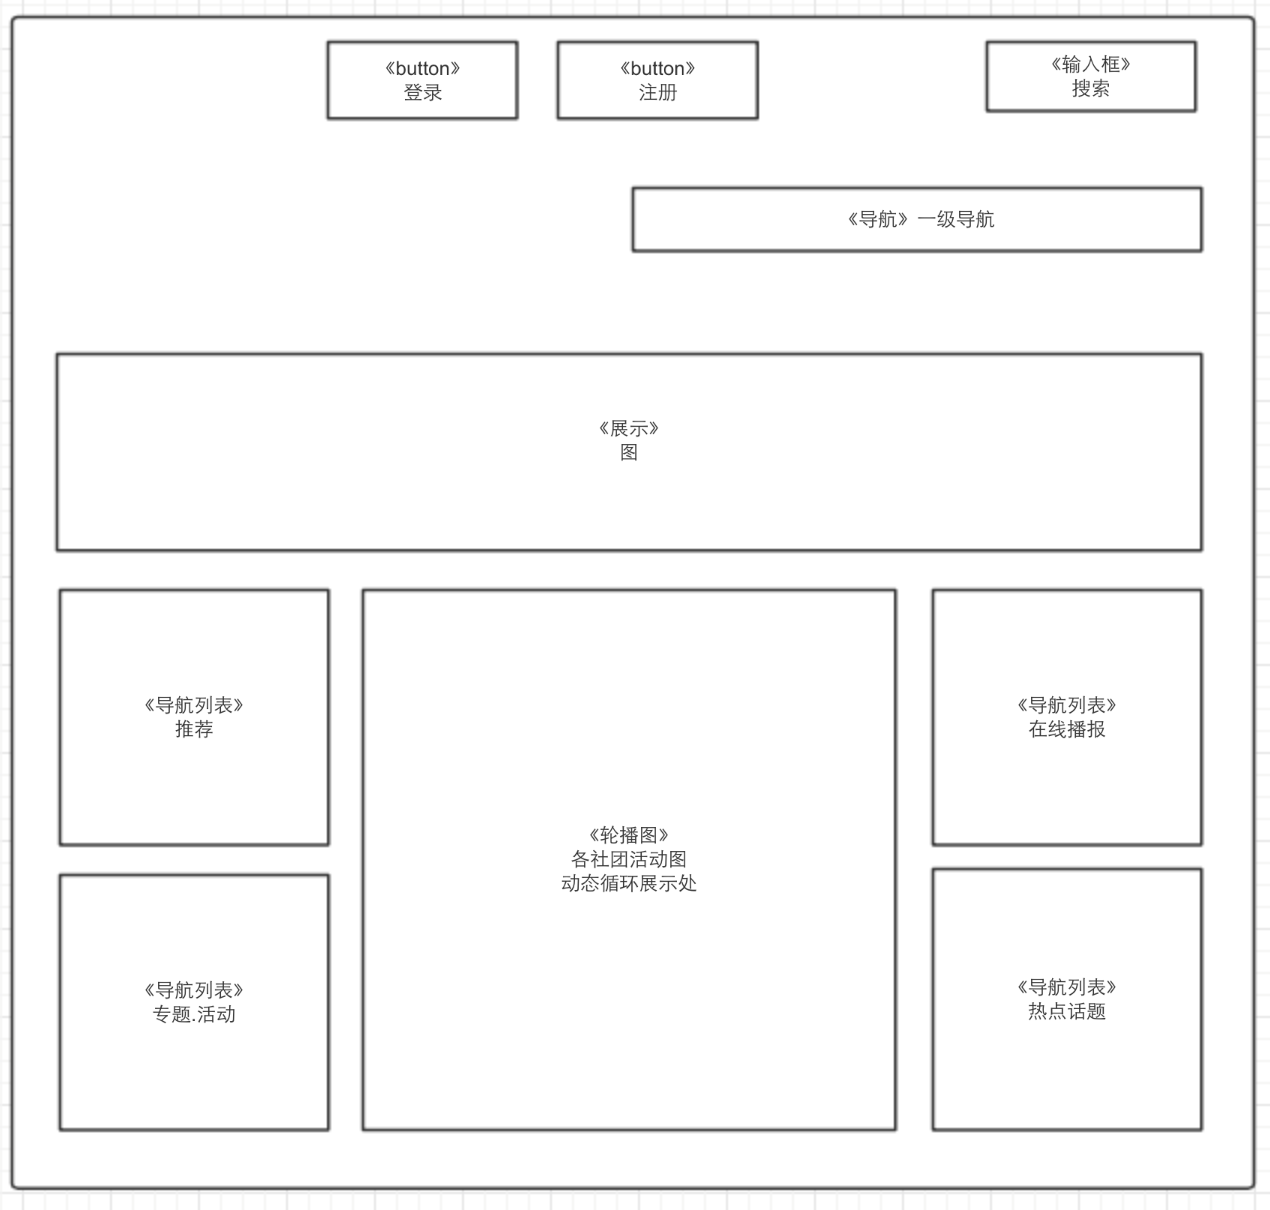 《button》
登录
《button》
注册
《输入框》
搜索
《导航》一级导航
《展示》
图
《导航列表》
推荐
《轮播图》
各社团活动图
动态循环展示处
《导航列表》
在线播报
《导航列表》
专题.活动
《导航列表》
热点话题